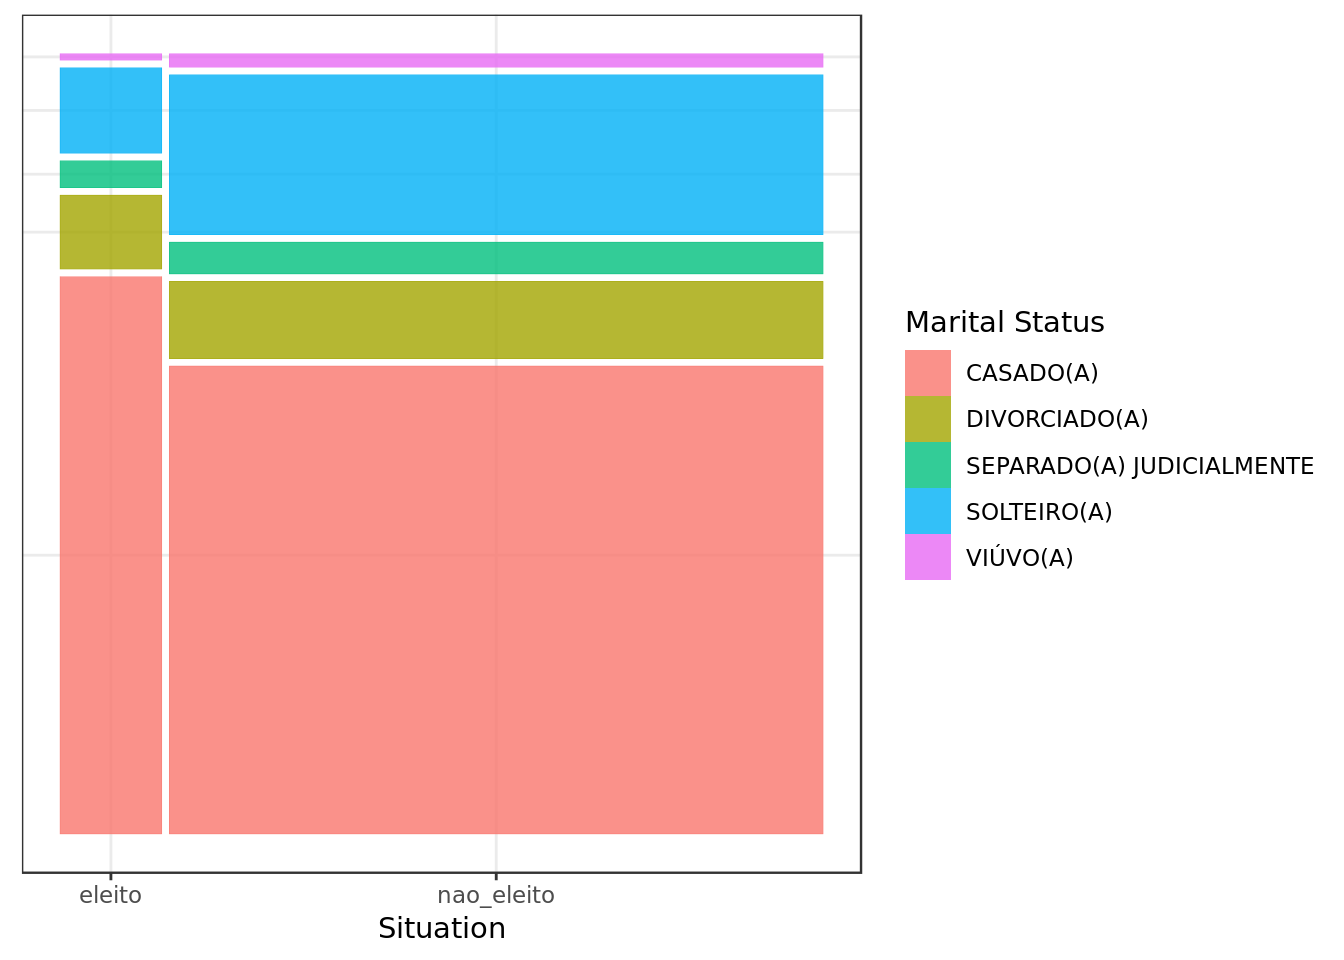 eleito
nao_eleito
Situation
Marital Status
CASADO(A)
DIVORCIADO(A)
SEPARADO(A) JUDICIALMENTE
SOLTEIRO(A)
VIÚVO(A)